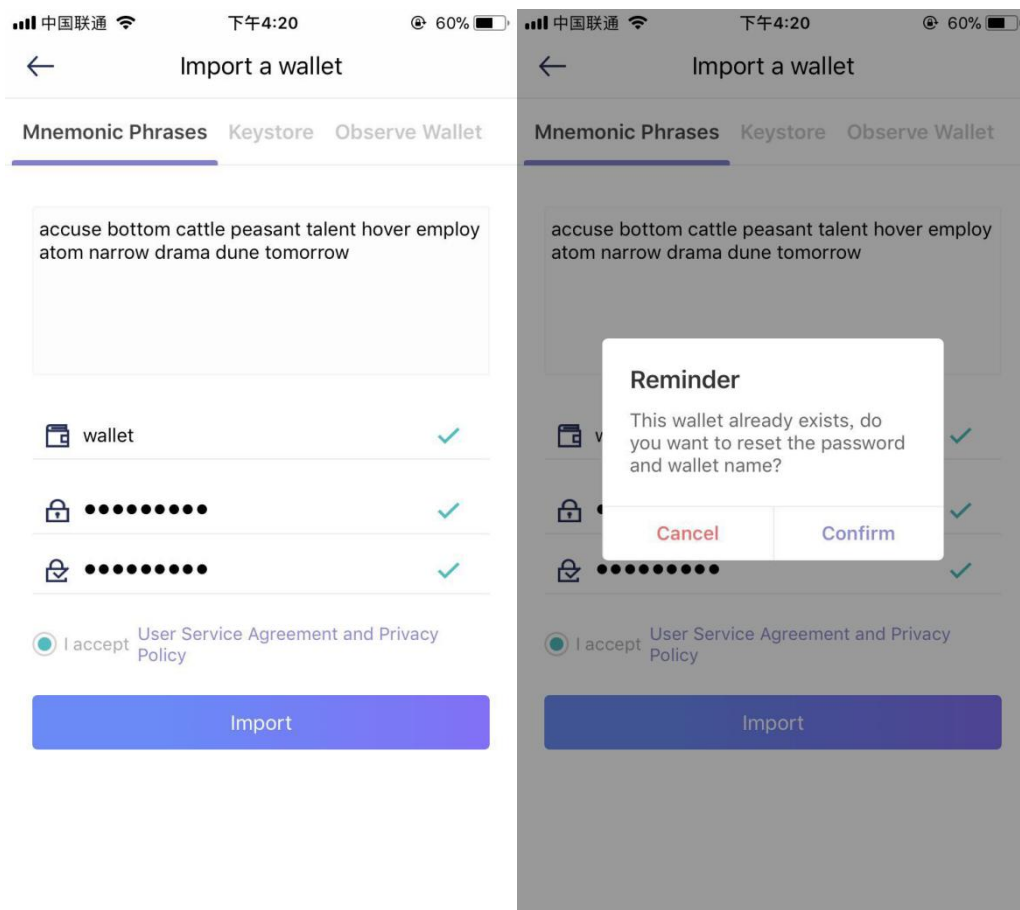 中国联通 下午4:20 60%
Import a wallet
Mnemonic Phrases Keystore Observe Wallet
accuse bottom cattle peasant talent hover employ
atom narrow drama dune tomorrow
wallet
●●●●●●●●●
●●●●●●●●●
I accept User Service Agreement and Privacy
Policy
Import
中国联通 下午4:20 60%
Import a wallet
Mnemonic Phrases Keystore Observe Wallet
accuse bottom cattle peasant talent hover employ
atom narrow drama dune tomorrow
Reminder
This wallet already exists, do
you want to reset the password
and wallet name?
Cancel Confirm
●●●●●●●●●
I accept User Service Agreement and Privacy
Policy
Import